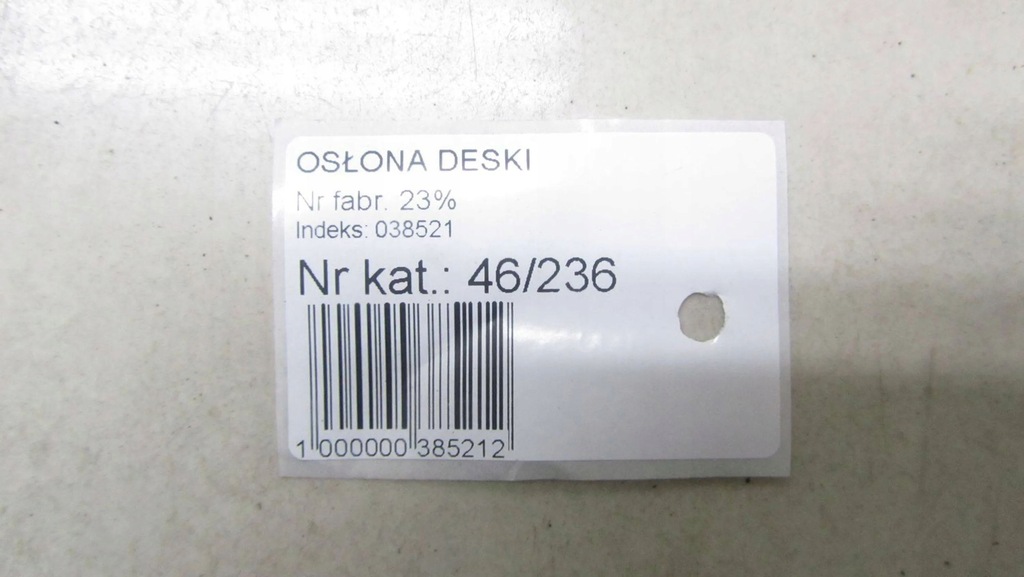 OSŁONA DESKI
Nr fabr. 23%
Indeks: 038521
Nr kat.: 46/236
1 000000 385212